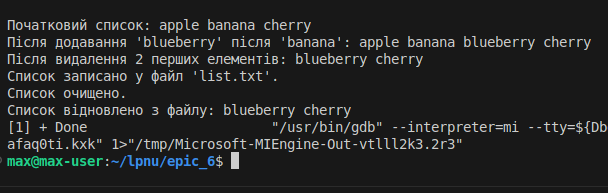 Початковий список: apple banana cherry
Після додавання 'blueberry' після 'banana': apple banana blueberry cherry
Після видалення 2 перших елементів: blueberry cherry
Список записано у файл 'list.txt'.
Список очищено.
Список відновлено з файлу: blueberry cherry
[1] + Done                       "/usr/bin/gdb" --interpreter=mi --tty=${Db
afaq0ti.kxk" 1>"/tmp/Microsoft-MIEngine-Out-vtlll2k3.2r3"
max@max-user:~/lpnu/epic_6$